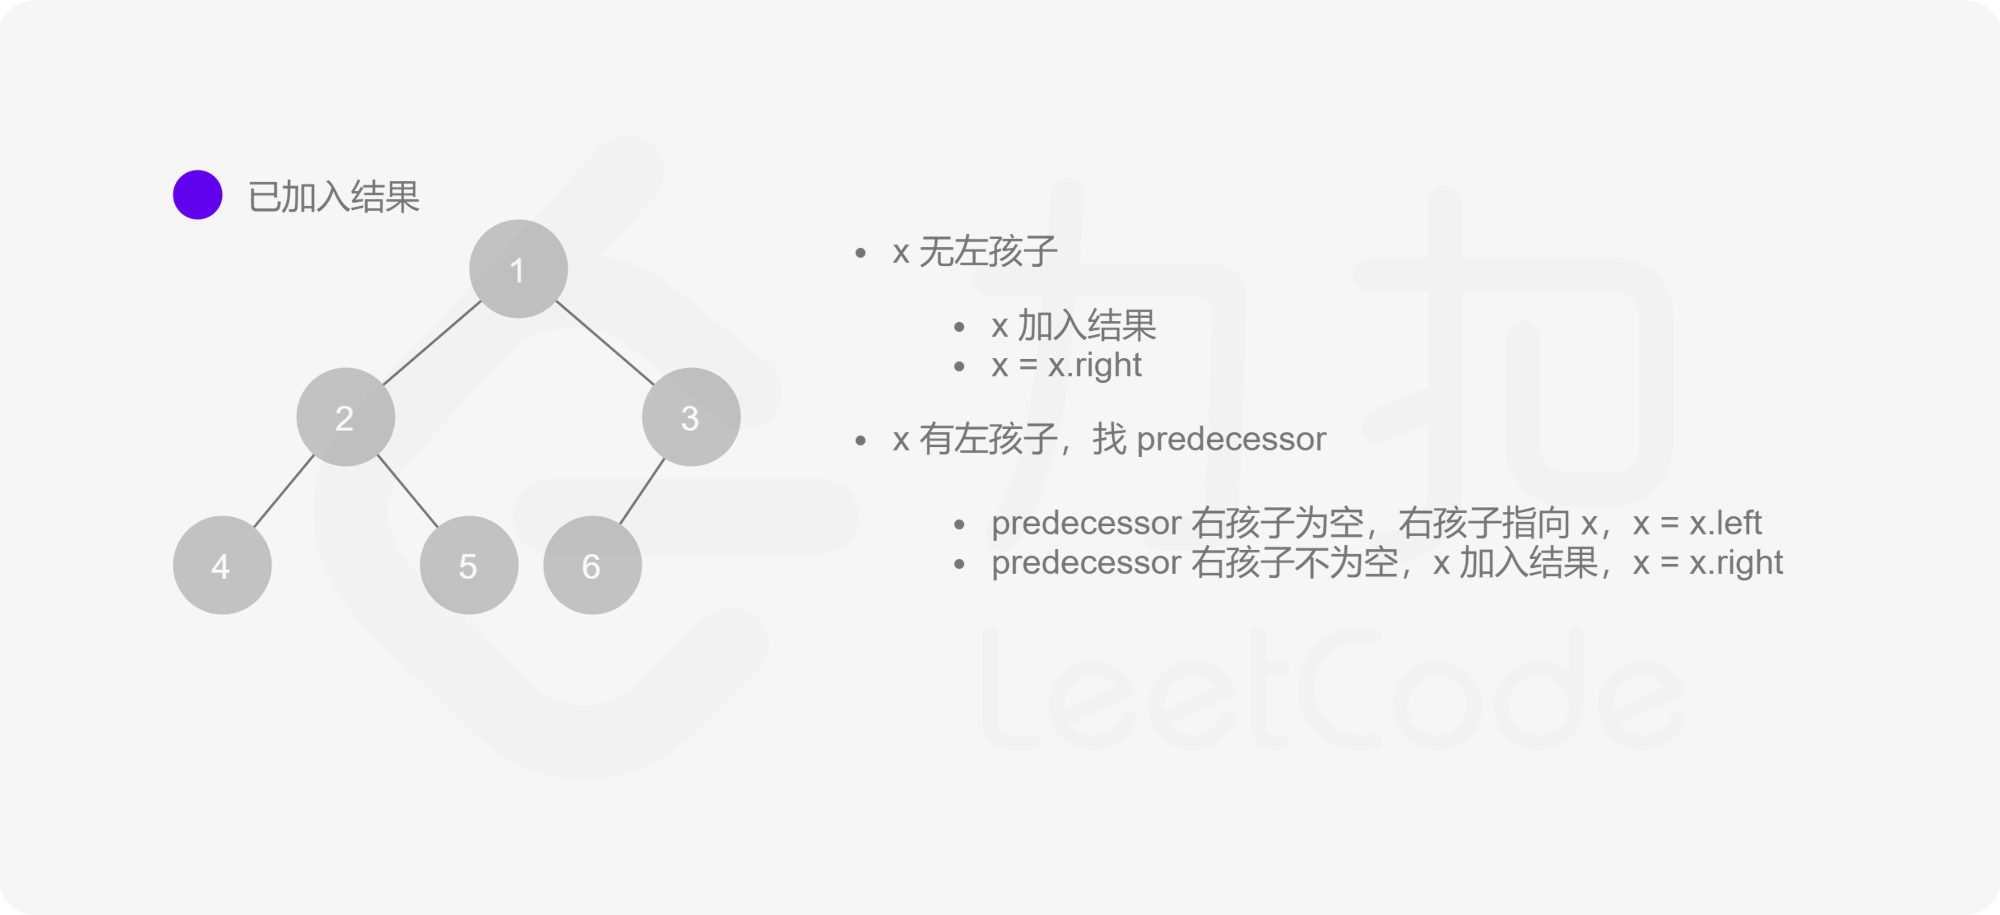 已加入结果
1
2
3
4
5
6
• x 无左孩子
• x 加入结果
• x = x.right
• x 有左孩子，找 predecessor
• predecessor 右孩子为空，右孩子指向 x，x = x.left
• predecessor 右孩子不为空，x 加入结果，x = x.right
力扣
LeetCode